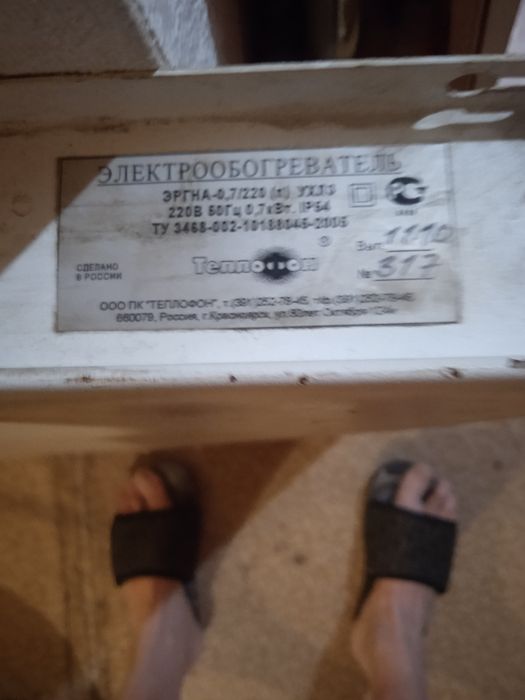 ЭЛЕКТРООБОГРЕВАТЕЛЬ
ЭРГНА-0,7/220 (п) УХЛ3
220В 50Гц 0,7кВт. IP54
ТУ 3468-002-10188046-2005
Вып. 1110
СДЕЛАНО
В РОССИИ
Теплофон ®
№ 317
ООО ПК "ТЕПЛОФОН",
660079, Россия, г.Красноярск,